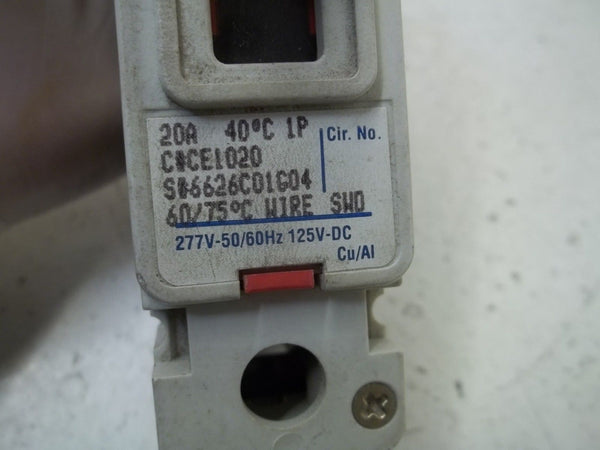 20A 40°C 1P
Cir. No.
C:CE1020
S:6626C01G04
60/75°C WIRE SWD
277V-50/60Hz 125V-DC
Cu/Al